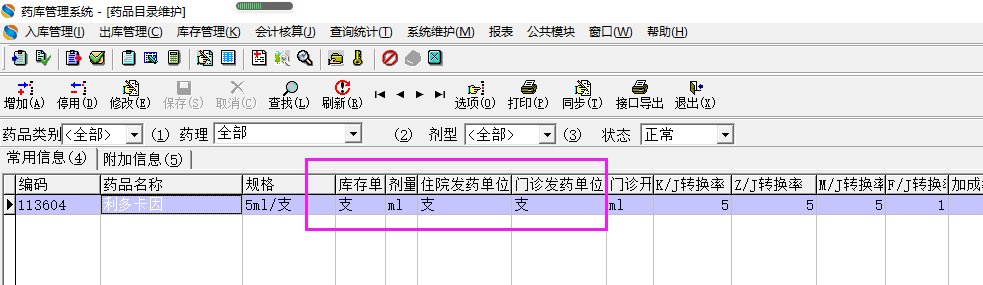 药库管理系统 - [药品目录维护]
入库管理(I) 出库管理(C) 库存管理(K) 会计核算(J) 查询统计(T) 系统维护(M) 报表 公共模块 窗口(W) 帮助(H)
增加(A) 停用(D) 修改(E) 保存(S) 取消(C) 查找(L) 刷新(R) 选项(O) 打印(P) 同步(T) 接口导出 退出(X)
药品类别 <全部> (1) 药理 全部 (2) 剂型 <全部> (3) 状态 正常
常用信息(4) 附加信息(5)
编码 药品名称 规格 库存单 剂量 住院发药单位 门诊发药单位 门诊开 K/J转换率 Z/J转换率 M/J转换率 F/J转换 加成
113604 利多卡因 5ml/支 支 ml 支 支 ml 5 5 5 1